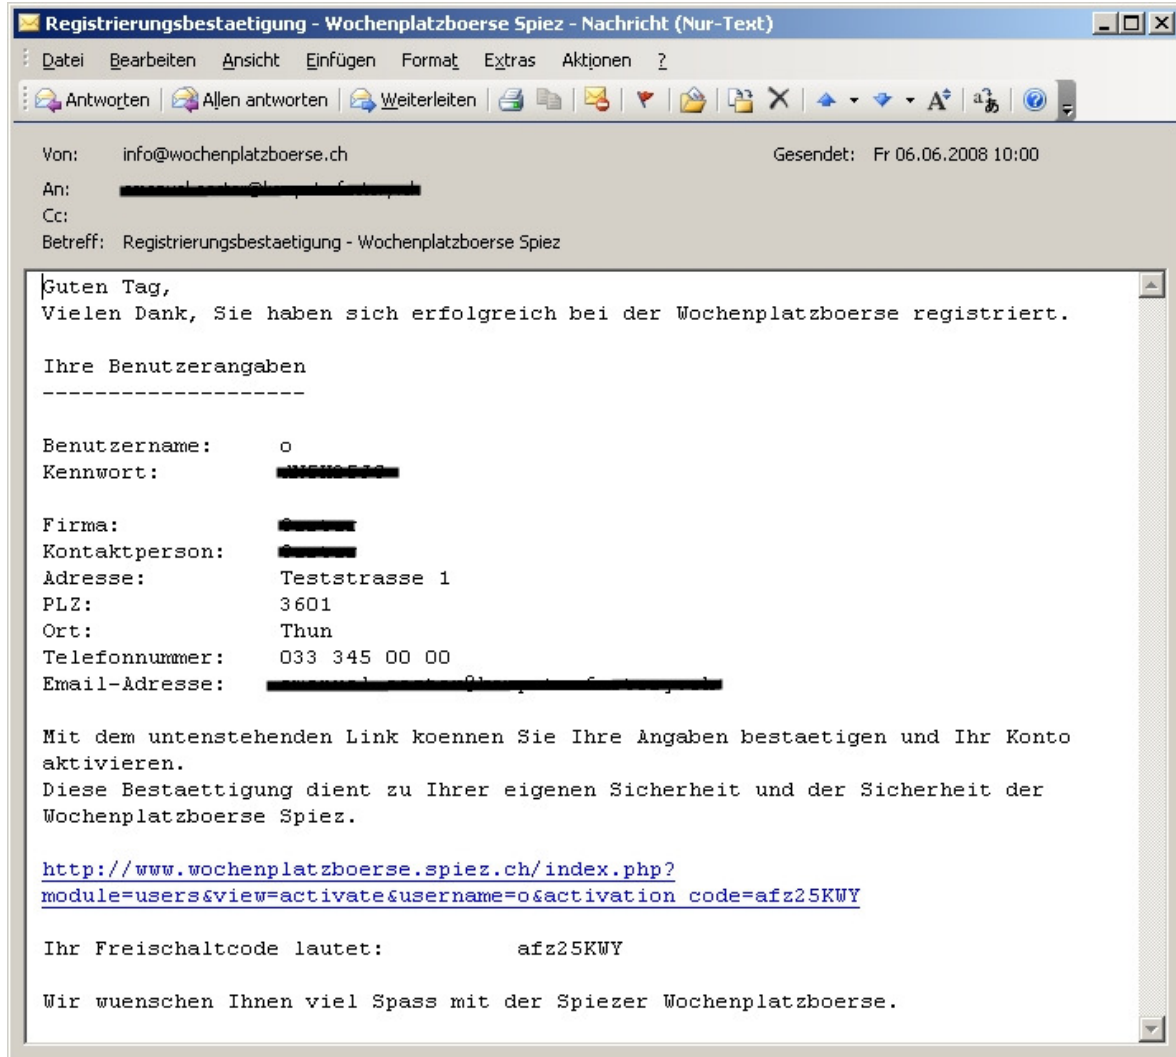 Registrierungsbestaetigung - Wochenplatzboerse Spiez - Nachricht (Nur-Text)
Datei Bearbeiten Ansicht Einfügen Format Extras Aktionen ?
Antworten Allen antworten Weiterleiten
Von: info@wochenplatzboerse.ch Gesendet: Fr 06.06.2008 10:00
An:
Cc:
Betreff: Registrierungsbestaetigung - Wochenplatzboerse Spiez
Guten Tag,
Vielen Dank, Sie haben sich erfolgreich bei der Wochenplatzboerse registriert.
Ihre Benutzerangaben
--------------------
Benutzername: o
Kennwort:
Firma:
Kontaktperson:
Adresse: Teststrasse 1
PLZ: 3601
Ort: Thun
Telefonnummer: 033 345 00 00
Email-Adresse:
Mit dem untenstehenden Link koennen Sie Ihre Angaben bestaetigen und Ihr Konto
aktivieren.
Diese Bestaettigung dient zu Ihrer eigenen Sicherheit und der Sicherheit der
Wochenplatzboerse Spiez.
http://www.wochenplatzboerse.spiez.ch/index.php?
module=users&view=activate&username=o&activation_code=afz25KWY
Ihr Freischaltcode lautet: afz25KWY
Wir wuenschen Ihnen viel Spass mit der Spiezer Wochenplatzboerse.